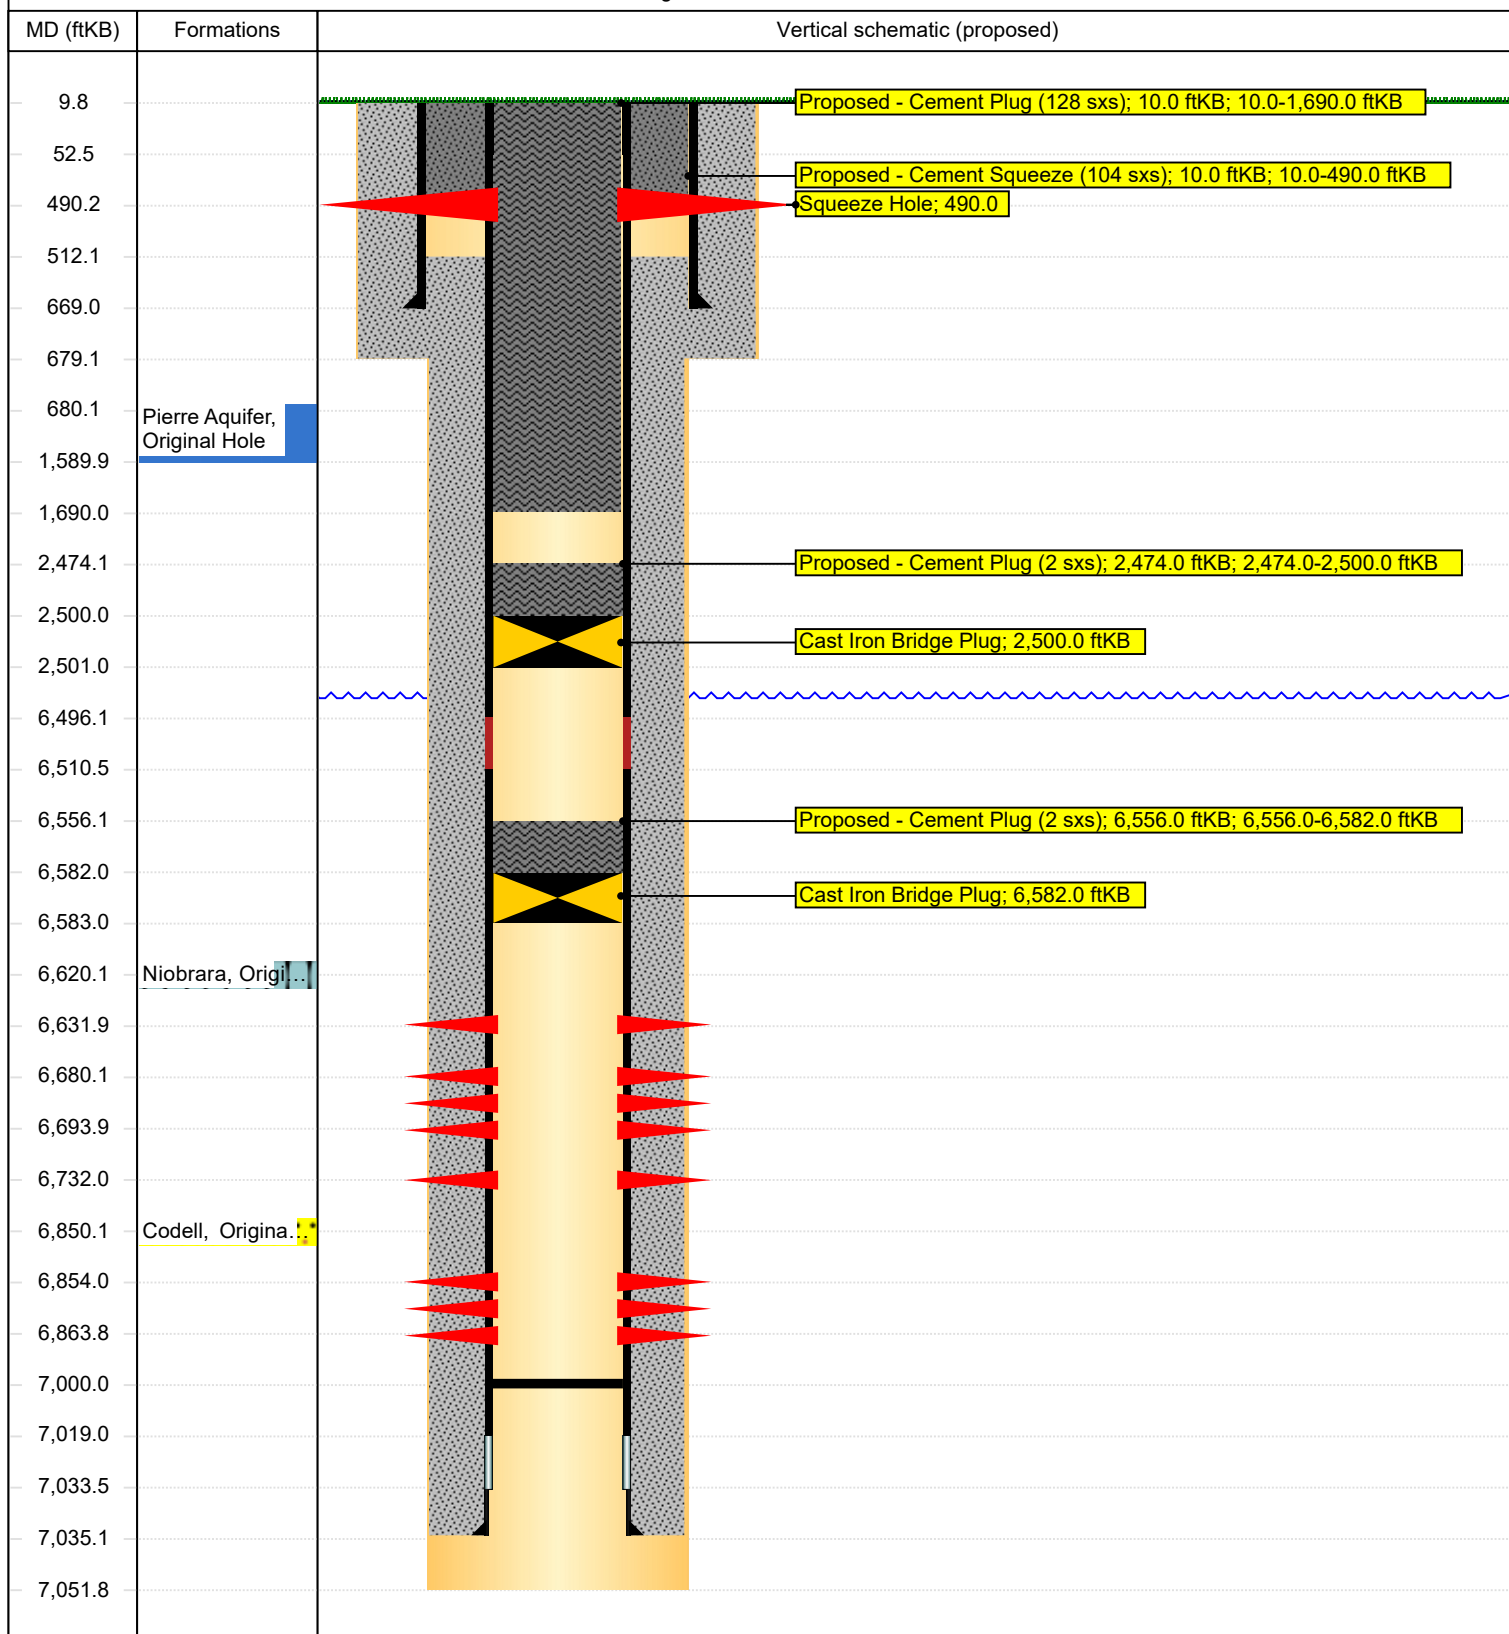 MD (ftKB) Formations Vertical schematic (proposed)
9.8 Proposed - Cement Plug (128 sxs); 10.0 ftKB; 10.0-1,690.0 ftKB
52.5
Proposed - Cement Squeeze (104 sxs); 10.0 ftKB; 10.0-490.0 ftKB
490.2 Squeeze Hole; 490.0
512.1
669.0
679.1
680.1
Pierre Aquifer,
Original Hole
1,589.9
1,690.0
2,474.1 Proposed - Cement Plug (2 sxs); 2,474.0 ftKB; 2,474.0-2,500.0 ftKB
2,500.0
Cast Iron Bridge Plug; 2,500.0 ftKB
2,501.0
6,496.1
6,510.5
6,556.1 Proposed - Cement Plug (2 sxs); 6,556.0 ftKB; 6,556.0-6,582.0 ftKB
6,582.0
Cast Iron Bridge Plug; 6,582.0 ftKB
6,583.0
6,620.1 Niobrara, Origi...
6,631.9
6,680.1
6,693.9
6,732.0
6,850.1 Codell, Origina...
6,854.0
6,863.8
7,000.0
7,019.0
7,033.5
7,035.1
7,051.8